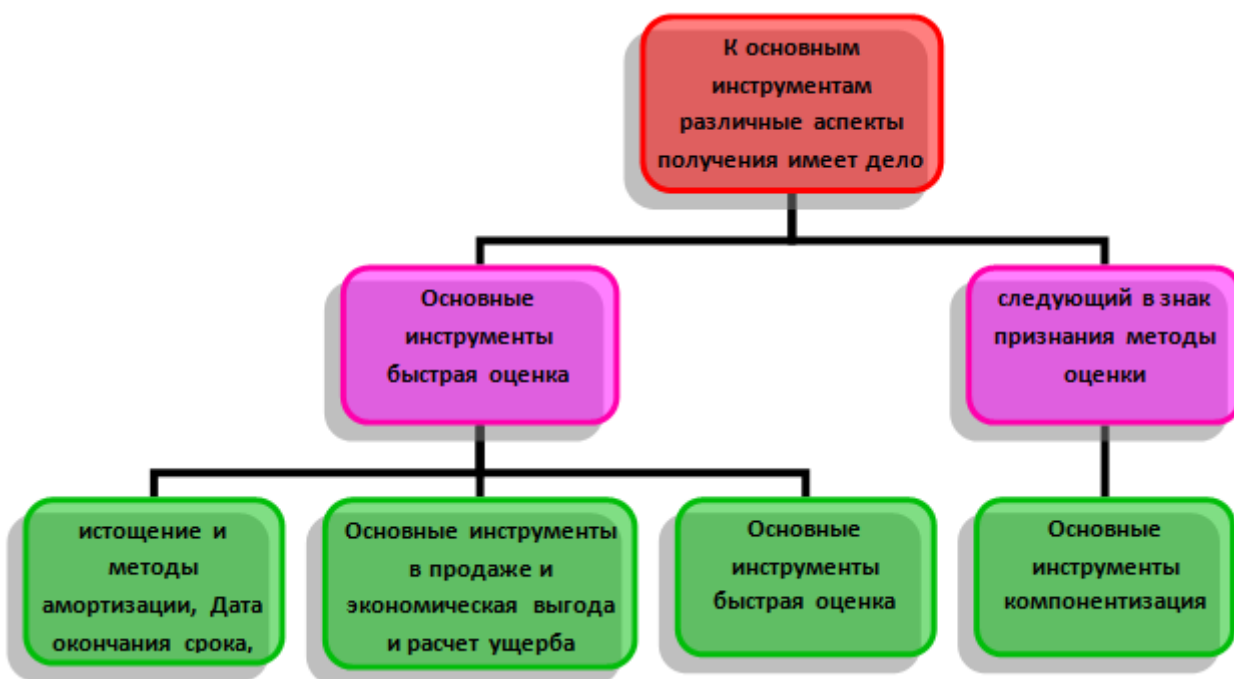 К основным
инструментам
различные аспекты
получения имеет дело
Основные
инструменты
быстрая оценка
следующий в знак
признания методы
оценки
истощение и
методы
амортизации, Дата
окончания срока,
Основные инструменты
в продаже и
экономическая выгода
и расчет ущерба
Основные
инструменты
быстрая оценка
Основные
инструменты
компонентизация